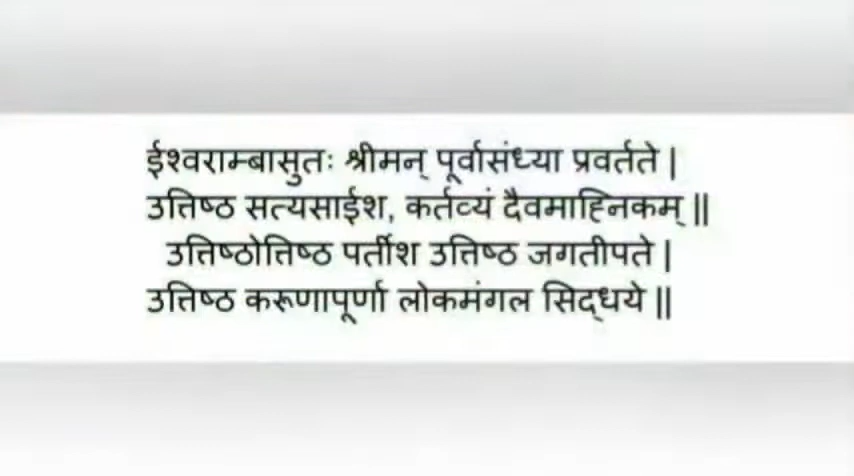 ईश्वराम्बासुतः श्रीमन् पूर्वासंध्या प्रवर्तते |
उत्तिष्ठ सत्यसाईश, कर्तव्यं दैवमाह्निकम् ||
उत्तिष्ठोत्तिष्ठ पर्तीश उत्तिष्ठ जगतीपते |
उत्तिष्ठ करूणापूर्णा लोकमंगल सिद्धये ||